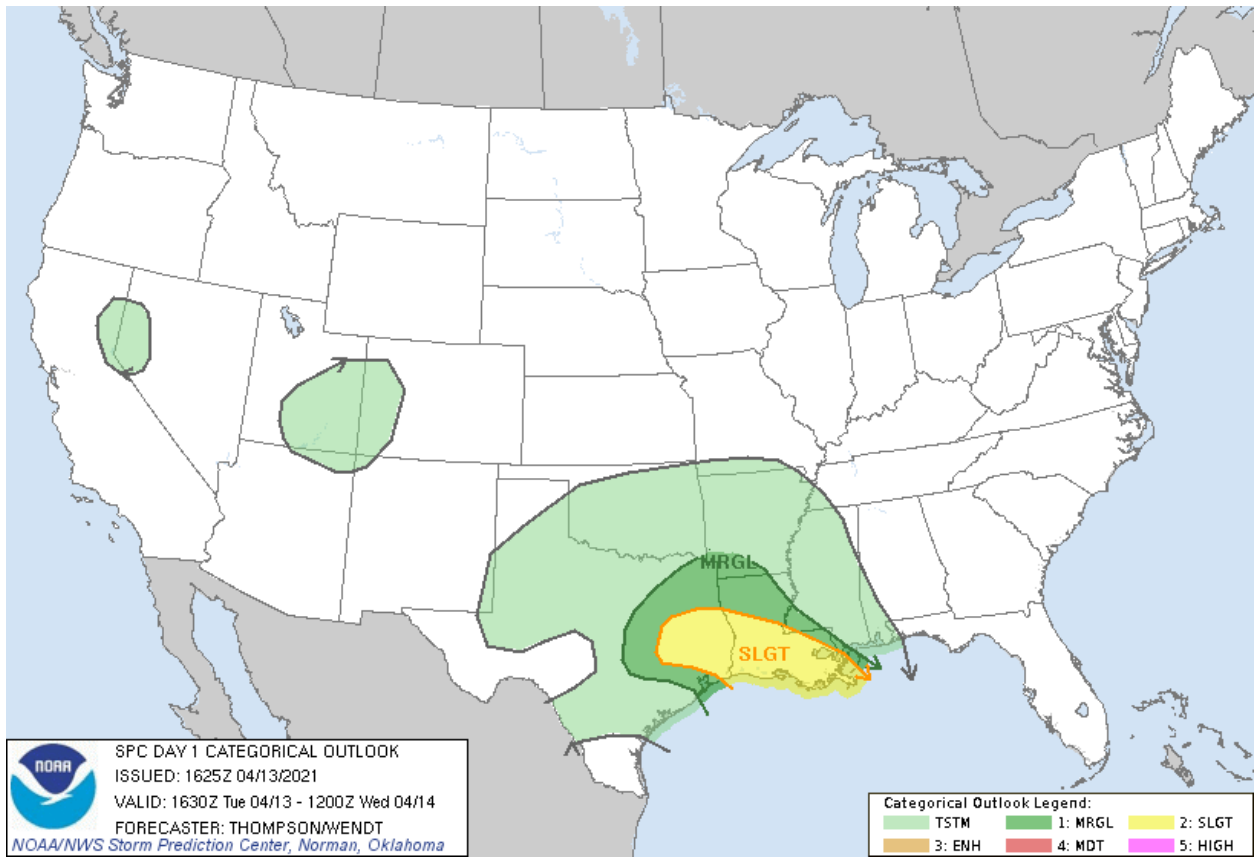 MRGL
SLGT
NOAA
SPC DAY 1 CATEGORICAL OUTLOOK
ISSUED: 1625Z 04/13/2021
VALID: 1630Z Tue 04/13 - 1200Z Wed 04/14
FORECASTER: THOMPSON/WENDT
NOAA/NWS Storm Prediction Center, Norman, Oklahoma
Categorical Outlook Legend:
TSTM 1: MRGL 2: SLGT
3: ENH 4: MDT 5: HIGH